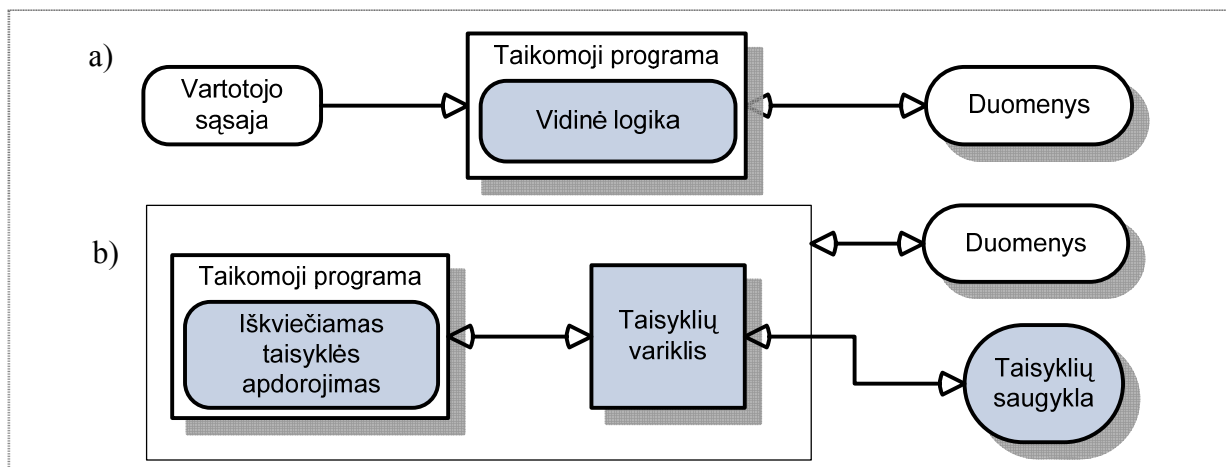 a)
Vartotojo
sąsaja
Taikomoji programa
Vidinė logika
Duomenys
b)
Taikomoji programa
Iškviečiamas
taisyklės
apdorojimas
Taisyklių
variklis
Duomenys
Taisyklių
saugykla